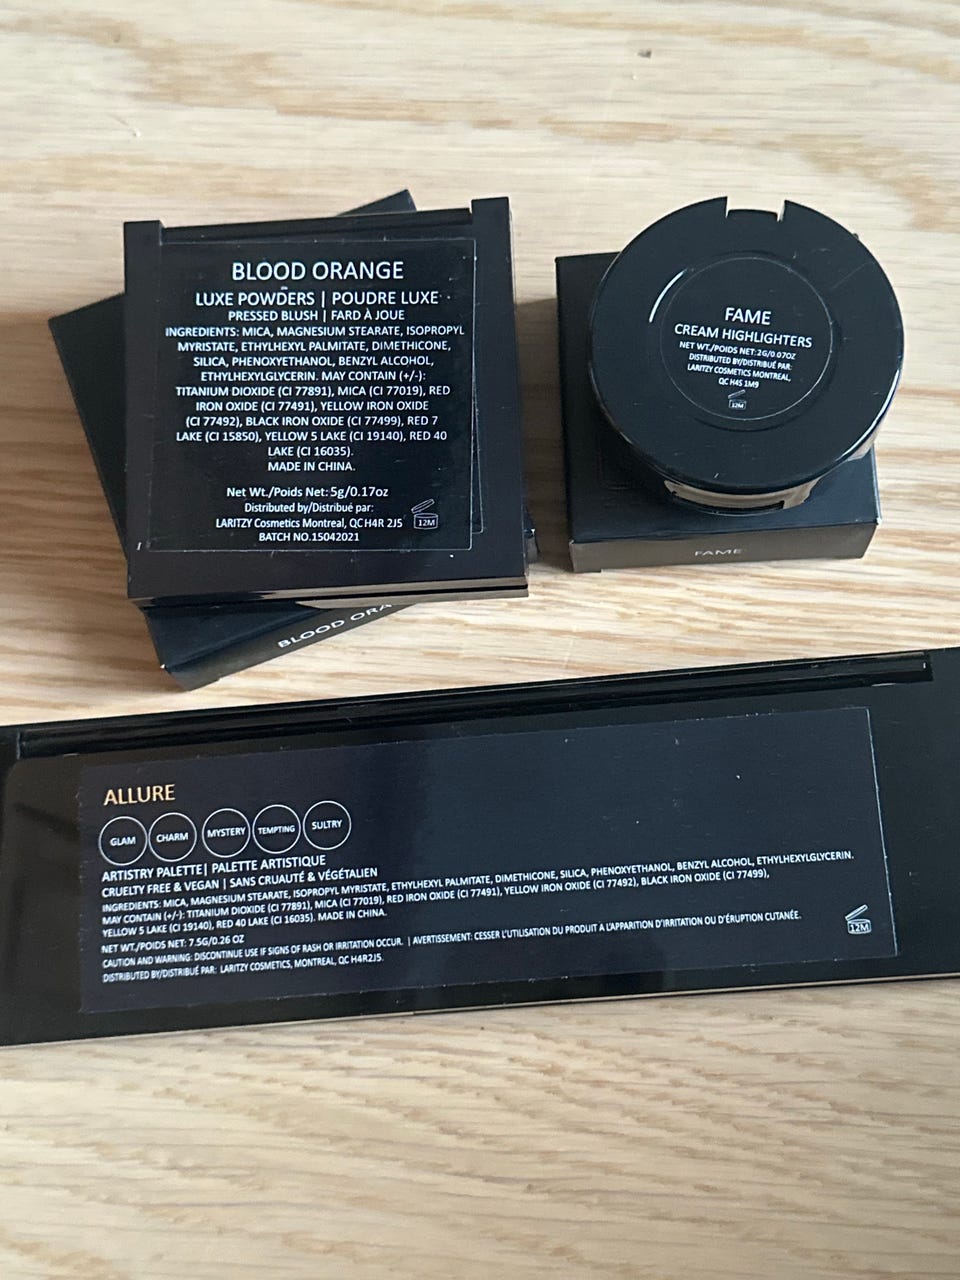 BLOOD ORANGE
LUXE POWDERS | POUDRE LUXE
PRESSED BLUSH | FARD À JOUE
INGREDIENTS: MICA, MAGNESIUM STEARATE, ISOPROPYL
MYRISTATE, ETHYLHEXYL PALMITATE, DIMETHICONE,
SILICA, PHENOXYETHANOL, BENZYL ALCOHOL,
ETHYLHEXYLGLYCERIN. MAY CONTAIN (+/-):
TITANIUM DIOXIDE (CI 77891), MICA (CI 77019), RED
IRON OXIDE (CI 77491), YELLOW IRON OXIDE
(CI 77492), BLACK IRON OXIDE (CI 77499), RED 7
LAKE (CI 15850), YELLOW 5 LAKE (CI 19140), RED 40
LAKE (CI 16035).
MADE IN CHINA.
Net Wt./Poids Net: 5g/0.17oz
Distributed by/Distribué par:
LARITZY Cosmetics Montreal, QC H4R 2J5
BATCH NO.15042021
12M
BLOOD ORA
FAME
CREAM HIGHLIGHTERS
NET WT./POIDS NET: 2G/0.07OZ
DISTRIBUTED BY/DISTRIBUÉ PAR:
LARITZY COSMETICS MONTREAL,
QC H4S 1M9
12M
FAME
ALLURE
GLAM CHARM MYSTERY TEMPTING SULTRY
ARTISTRY PALETTE| PALETTE ARTISTIQUE
CRUELTY FREE & VEGAN | SANS CRUAUTÉ & VÉGÉTALIEN
INGREDIENTS: MICA, MAGNESIUM STEARATE, ISOPROPYL MYRISTATE, ETHYLHEXYL PALMITATE, DIMETHICONE, SILICA, PHENOXYETHANOL, BENZYL ALCOHOL, ETHYLHEXYLGLYCERIN.
MAY CONTAIN (+/-): TITANIUM DIOXIDE (CI 77891), MICA (CI 77019), RED IRON OXIDE (CI 77491), YELLOW IRON OXIDE (CI 77492), BLACK IRON OXIDE (CI 77499),
YELLOW 5 LAKE (CI 19140), RED 40 LAKE (CI 16035). MADE IN CHINA.
NET WT./POIDS NET: 7.5G/0.26 OZ
CAUTION AND WARNING: DISCONTINUE USE IF SIGNS OF RASH OR IRRITATION OCCUR. | AVERTISSEMENT: CESSER L'UTILISATION DU PRODUIT A L'APPARITION D'IRRITATION OU D'ÉRUPTION CUTANÉE.
DISTRIBUTED BY/DISTRIBUÉ PAR: LARITZY COSMETICS, MONTREAL, QC H4R2J5.
12M